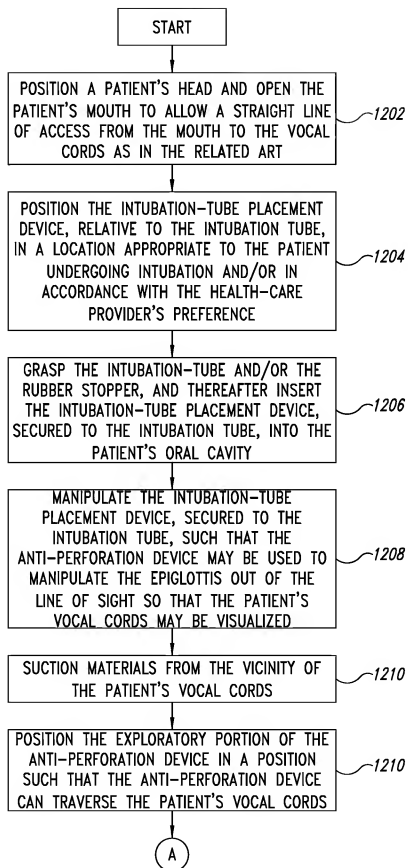 START
POSITION A PATIENT'S HEAD AND OPEN THE
PATIENT'S MOUTH TO ALLOW A STRAIGHT LINE
OF ACCESS FROM THE MOUTH TO THE VOCAL
CORDS AS IN THE RELATED ART
1202
POSITION THE INTUBATION-TUBE PLACEMENT
DEVICE, RELATIVE TO THE INTUBATION TUBE,
IN A LOCATION APPROPRIATE TO THE PATIENT
UNDERGOING INTUBATION AND/OR IN
ACCORDANCE WITH THE HEALTH-CARE
PROVIDER'S PREFERENCE
1204
GRASP THE INTUBATION-TUBE AND/OR THE
RUBBER STOPPER, AND THEREAFTER INSERT
THE INTUBATION-TUBE PLACEMENT DEVICE,
SECURED TO THE INTUBATION TUBE, INTO THE
PATIENT'S ORAL CAVITY
1206
MANIPULATE THE INTUBATION-TUBE
PLACEMENT DEVICE, SECURED TO THE
INTUBATION TUBE, SUCH THAT THE
ANTI-PERFORATION DEVICE MAY BE USED TO
MANIPULATE THE EPIGLOTTIS OUT OF THE
LINE OF SIGHT SO THAT THE PATIENT'S
VOCAL CORDS MAY BE VISUALIZED
1208
SUCTION MATERIALS FROM THE VICINITY OF
THE PATIENT'S VOCAL CORDS
1210
POSITION THE EXPLORATORY PORTION OF THE
ANTI-PERFORATION DEVICE IN A POSITION
SUCH THAT THE ANTI-PERFORATION DEVICE
CAN TRAVERSE THE PATIENT'S VOCAL CORDS
1210
A